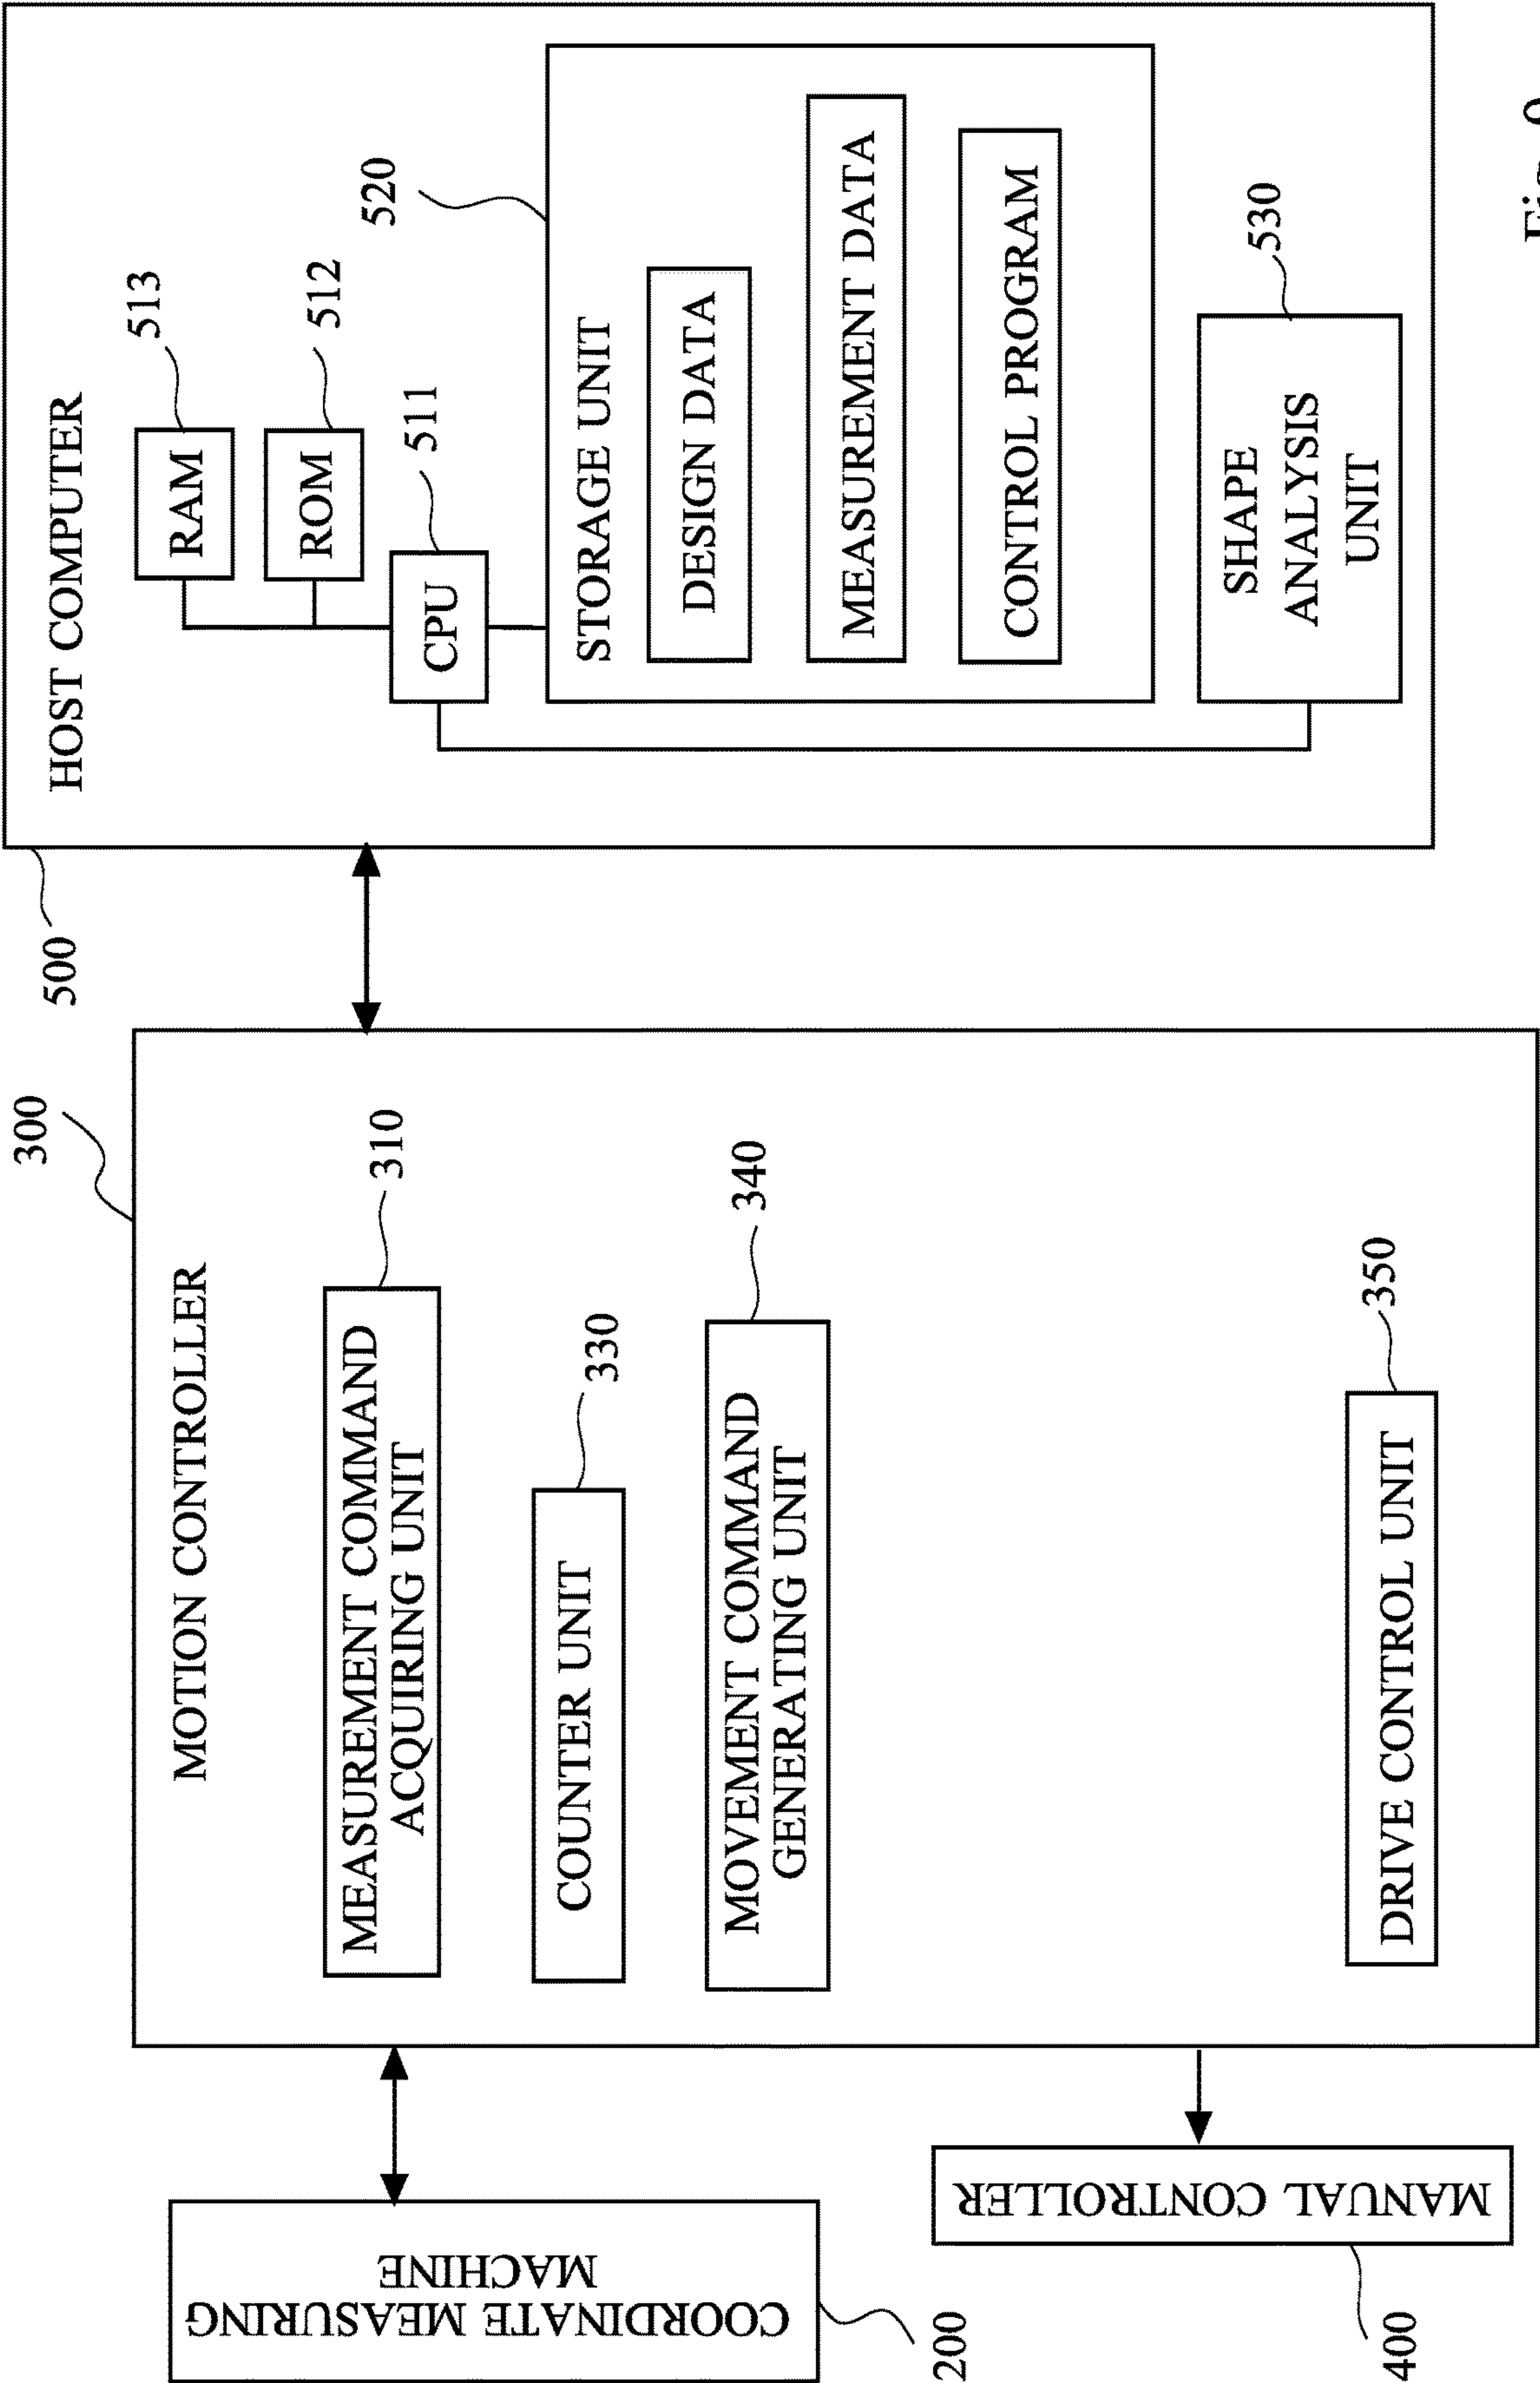 COORDINATE MEASURING
MACHINE
200
MANUAL CONTROLLER
400
300
MOTION CONTROLLER
MEASUREMENT COMMAND
ACQUIRING UNIT
310
COUNTER UNIT
330
MOVEMENT COMMAND
GENERATING UNIT
340
DRIVE CONTROL UNIT
350
500
HOST COMPUTER
RAM
513
ROM
512
CPU
511
STORAGE UNIT
520
DESIGN DATA
MEASUREMENT DATA
CONTROL PROGRAM
SHAPE
ANALYSIS
UNIT
530